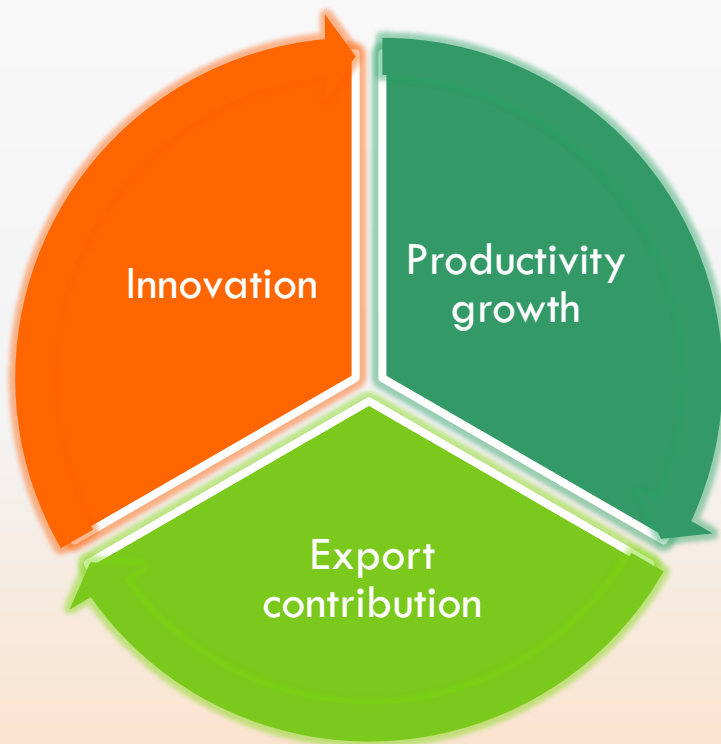 Innovation
Productivity
growth
Export
contribution